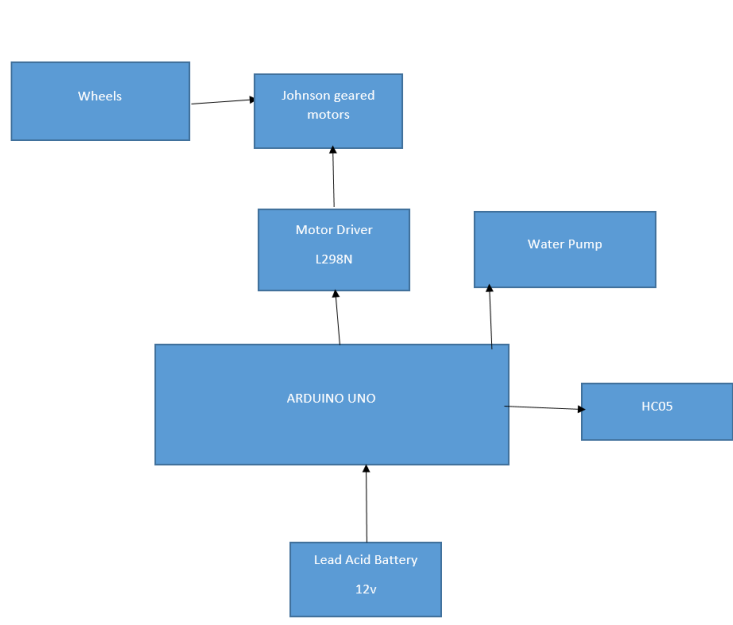 Wheels
Johnson geared
motors
Motor Driver
L298N
Water Pump
ARDUINO UNO
HC05
Lead Acid Battery
12v